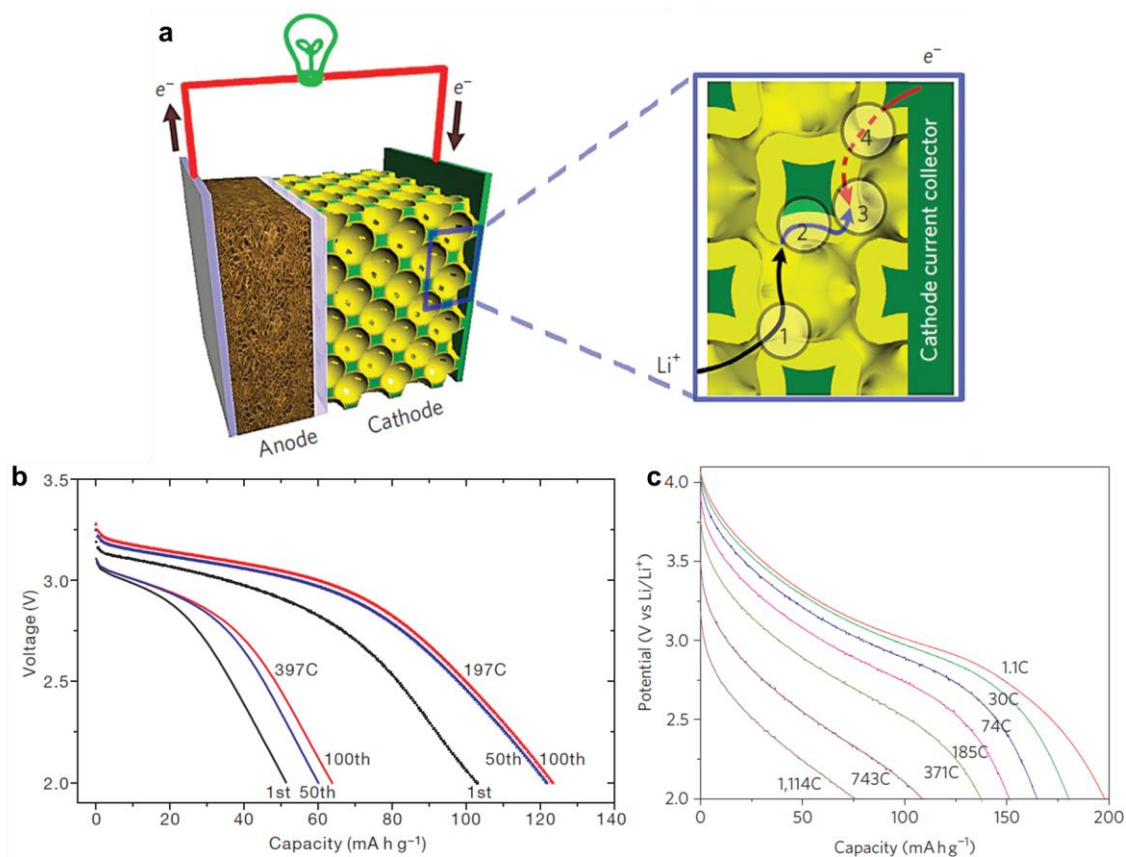 a
e⁻
e⁻
e⁻
4
3
2
1
Li⁺
Cathode current collector
Anode
Cathode
b
3.5
3.0
2.5
2.0
Voltage (V)
397C
197C
100th
1st
50th
50th
100th
1st
0
20
40
60
80
100
120
140
Capacity (mA h g⁻¹)
c
4.0
3.5
3.0
2.5
2.0
Potential (V vs Li/Li⁺)
1.1C
30C
74C
185C
371C
743C
1,114C
0
50
100
150
200
Capacity (mA h g⁻¹)